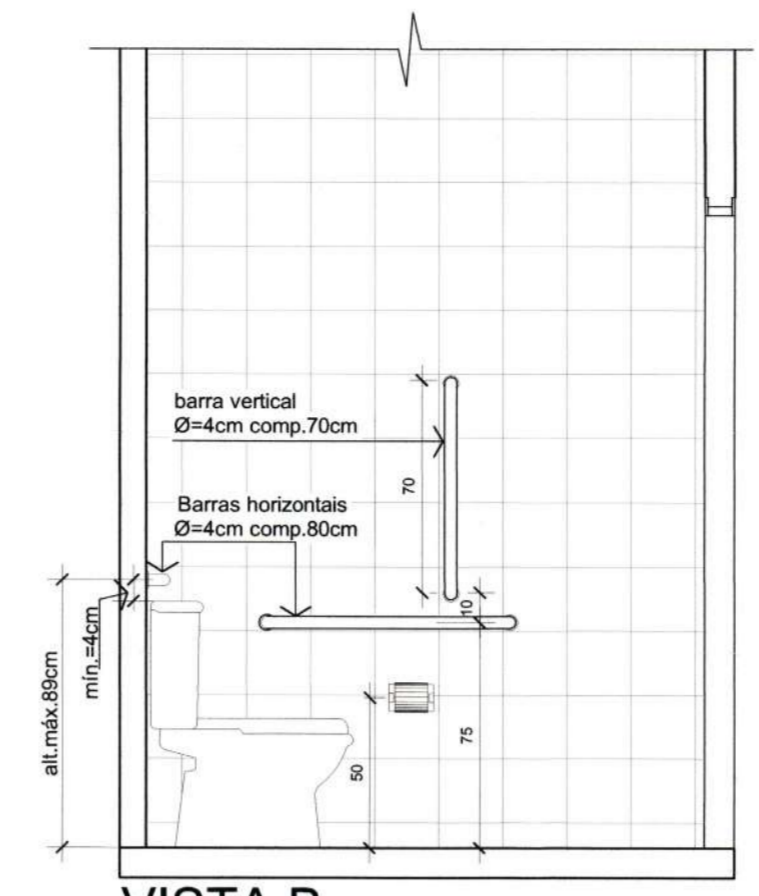 barra vertical
Ø=4cm comp.70cm
70
Barras horizontais
Ø=4cm comp.80cm
10
mín.=4cm
alt.máx.89cm
75
50
VISTA B